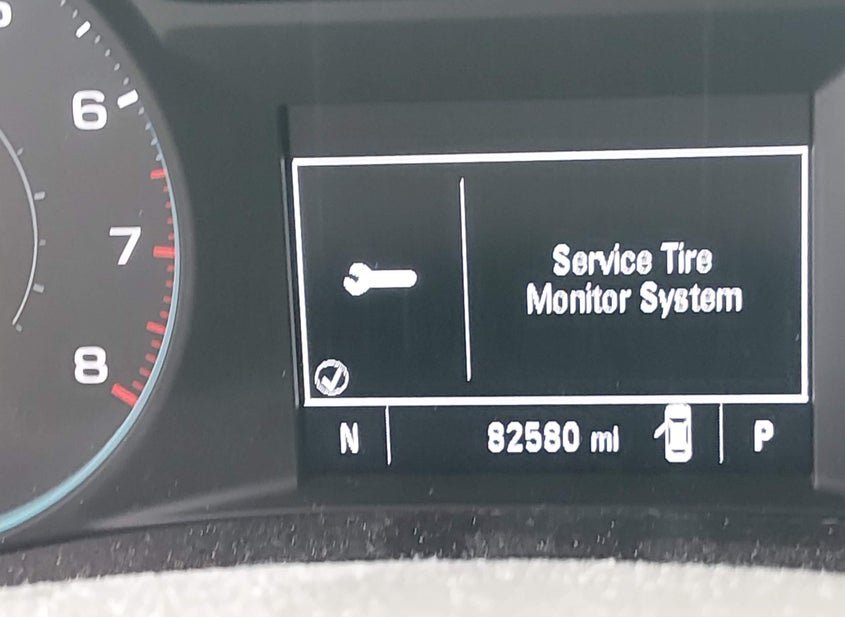 6
7
8
Service Tire
Monitor System
N
82580 mi
P